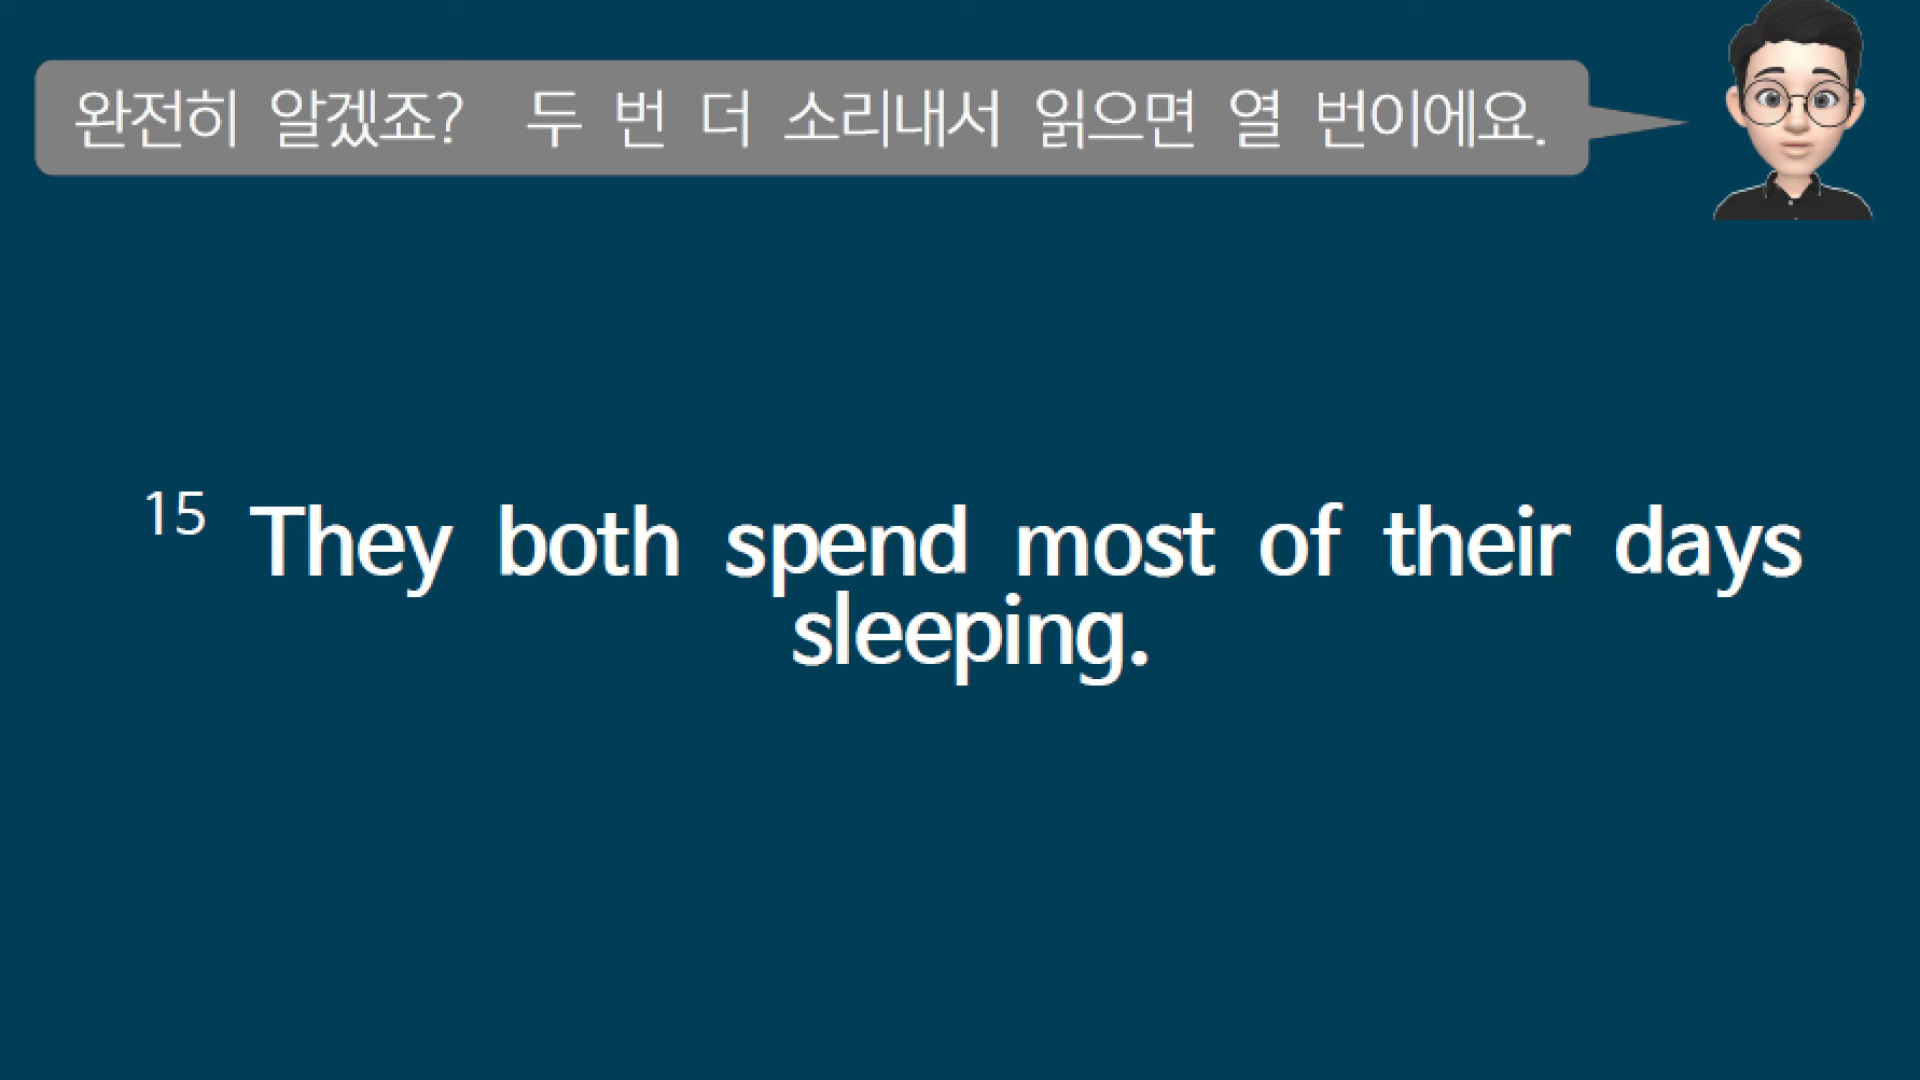 완전히 알겠죠? 두 번 더 소리내서 읽으면 열 번이에요.
15 They both spend most of their days
sleeping.